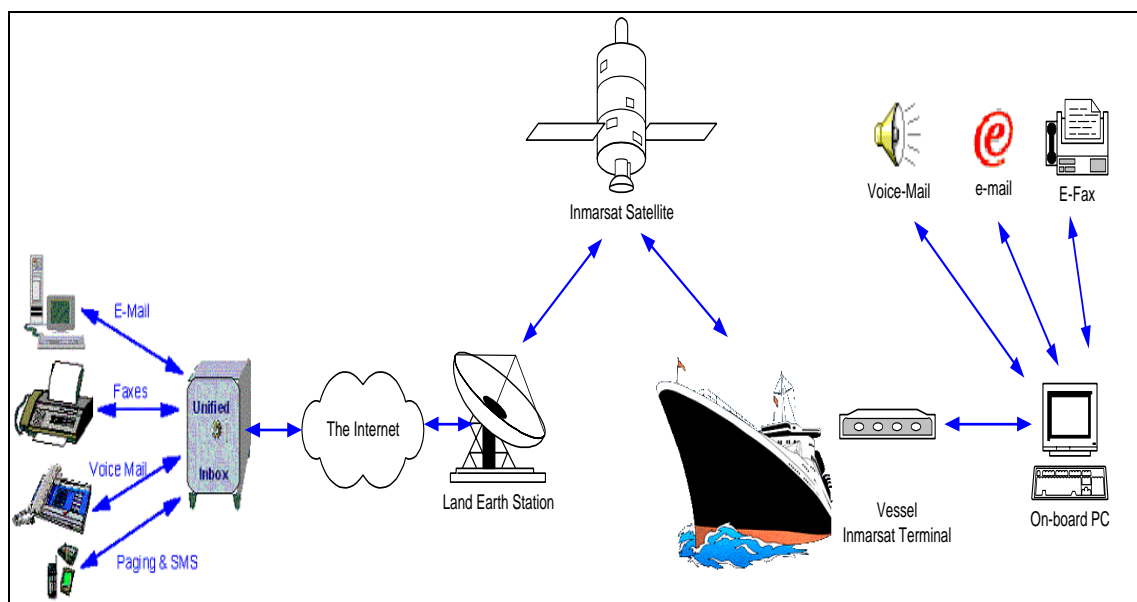 Inmarsat Satellite
Voice-Mail
e-mail
E-Fax
E-Mail
Faxes
Voice Mail
Paging & SMS
Unified
Inbox
The Internet
Land Earth Station
Vessel
Inmarsat Terminal
On-board PC